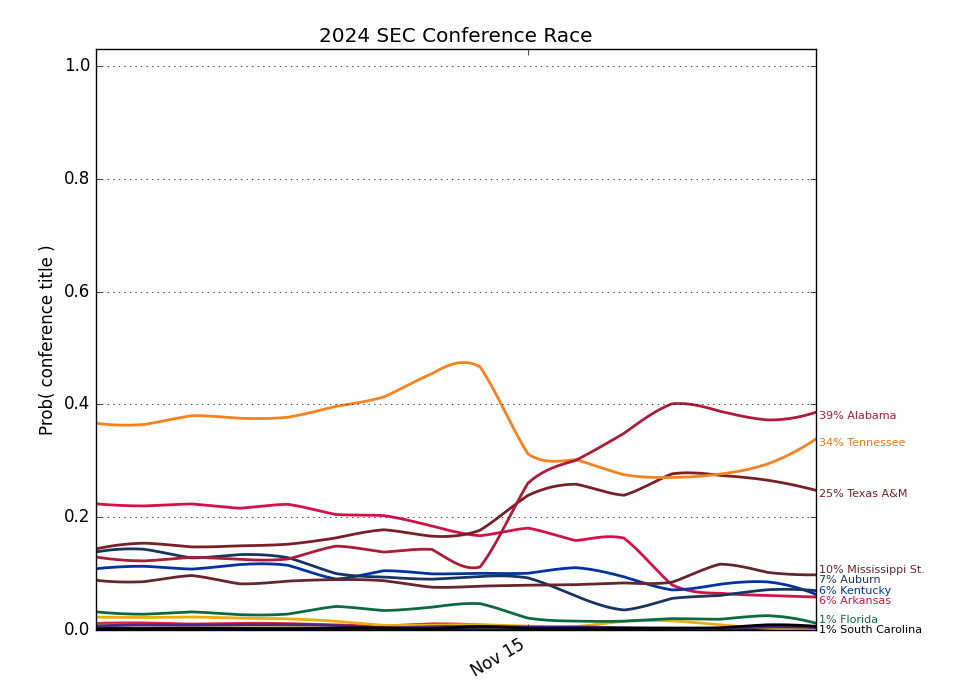 2024 SEC Conference Race
1.0
0.8
0.6
0.4
0.2
0.0
Prob( conference title )
Nov 15
39% Alabama
34% Tennessee
25% Texas A&M
10% Mississippi St.
7% Auburn
6% Kentucky
6% Arkansas
1% Florida
1% South Carolina